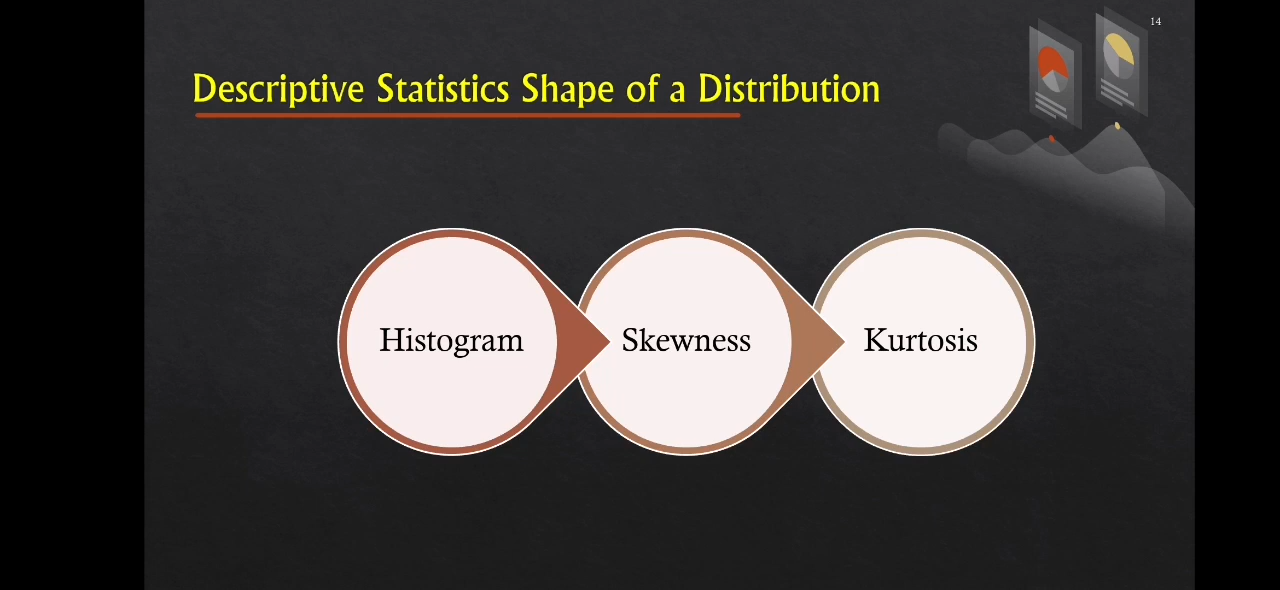 14
Descriptive Statistics Shape of a Distribution
Histogram
Skewness
Kurtosis